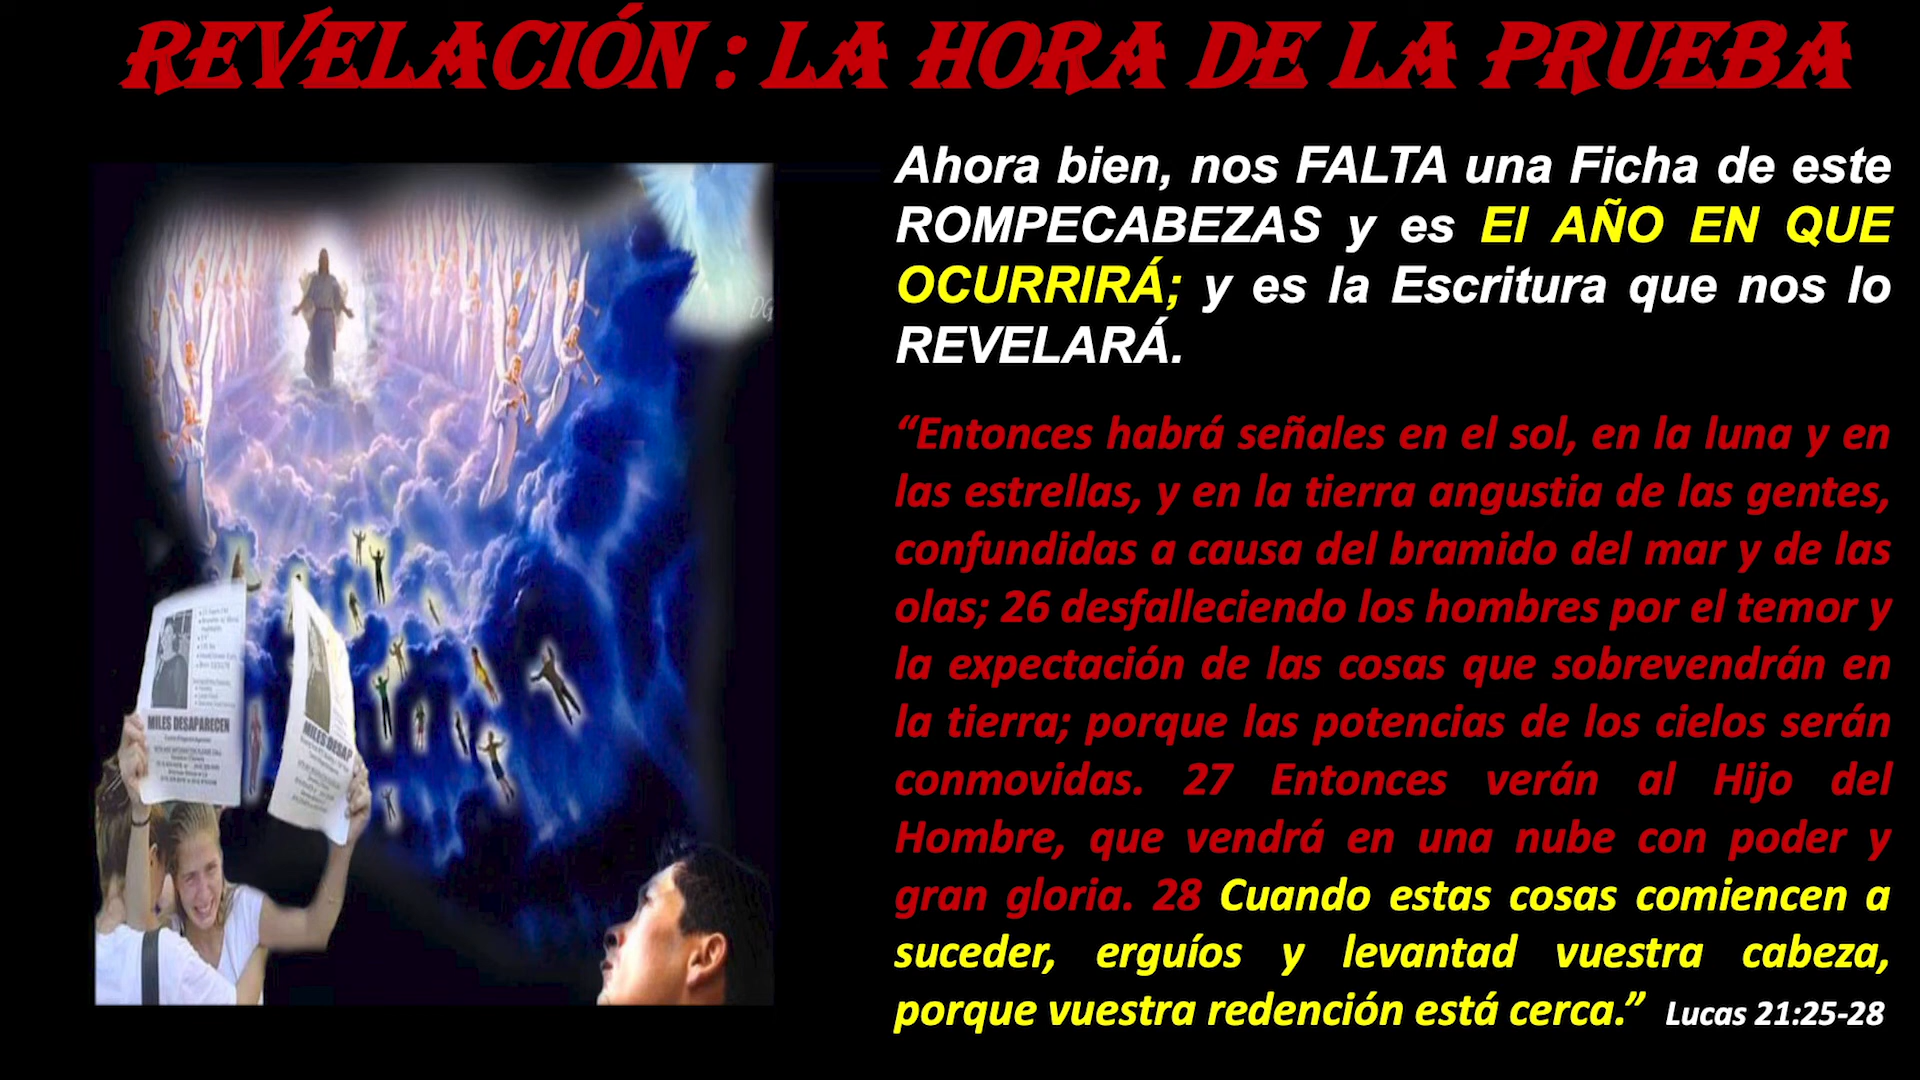 REVELACIÓN : LA HORA DE LA PRUEBA
Ahora bien, nos FALTA una Ficha de este
ROMPECABEZAS y es El AÑO EN QUE
OCURRIRÁ; y es la Escritura que nos lo
REVELARÁ.
“Entonces habrá señales en el sol, en la luna y en
las estrellas, y en la tierra angustia de las gentes,
confundidas a causa del bramido del mar y de las
olas; 26 desfalleciendo los hombres por el temor y
la expectación de las cosas que sobrevendrán en
la tierra; porque las potencias de los cielos serán
conmovidas. 27 Entonces verán al Hijo del
Hombre, que vendrá en una nube con poder y
gran gloria. 28 Cuando estas cosas comiencen a
suceder, erguíos y levantad vuestra cabeza,
porque vuestra redención está cerca.” Lucas 21:25-28
MILES DESAPARECEN
MILES DESAP